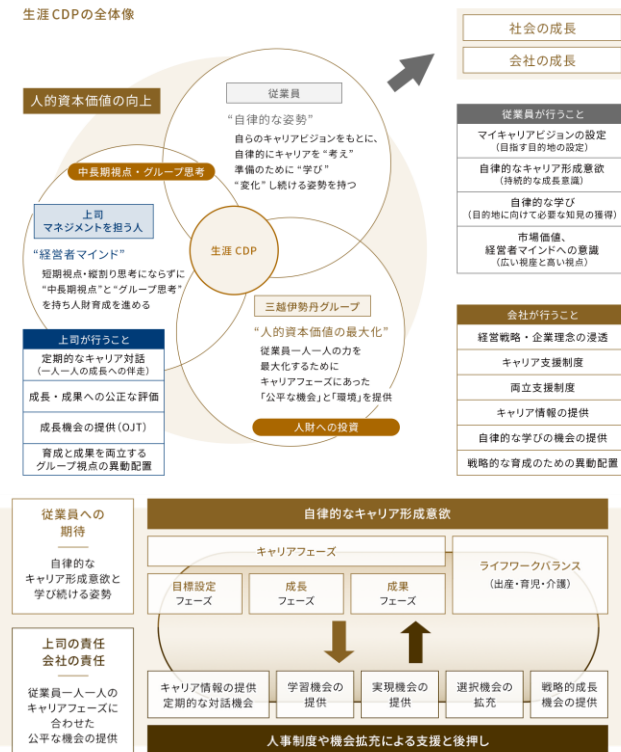 生涯CDPの全体像
社会の成長
会社の成長
人的資本価値の向上
従業員
“自律的な姿勢”
自らのキャリアビジョンをもとに、
自律的にキャリアを“考え”
準備のために“学び”
“変化”し続ける姿勢を持つ
中長期視点・グループ思考
上司
マネジメントを担う人
“経営者マインド”
短期視点・縦割り思考にならずに
“中長期視点”と“グループ思考”
を持ち人財育成を進める
生涯 CDP
三越伊勢丹グループ
“人的資本価値の最大化”
従業員一人一人の力を
最大化するために
キャリアフェーズにあった
「公平な機会」と「環境」を提供
人財への投資
上司が行うこと
定期的なキャリア対話
（一人一人の成長への伴走）
成長・成果への公正な評価
成長機会の提供（OJT）
育成と成果を両立する
グループ視点の異動配置
従業員が行うこと
マイキャリアビジョンの設定
（目指す目的地の設定）
自律的なキャリア形成意欲
（持続的な成長意識）
自律的な学び
（目的地に向けて必要な知見の獲得）
市場価値、
経営者マインドへの意識
（広い視座と高い視点）
会社が行うこと
経営戦略・企業理念の浸透
キャリア支援制度
両立支援制度
キャリア情報の提供
自律的な学びの機会の提供
戦略的な育成のための異動配置
従業員への
期待
自律的な
キャリア形成意欲と
学び続ける姿勢
上司の責任
会社の責任
従業員一人一人の
キャリアフェーズに
合わせた
公平な機会の提供
自律的なキャリア形成意欲
キャリアフェーズ
目標設定
フェーズ
成長
フェーズ
成果
フェーズ
ライフワークバランス
（出産・育児・介護）
キャリア情報の提供
定期的な対話機会
学習機会の
提供
実現機会の
提供
選択機会の
拡充
戦略的成長
機会の提供
人事制度や機会拡充による支援と後押し